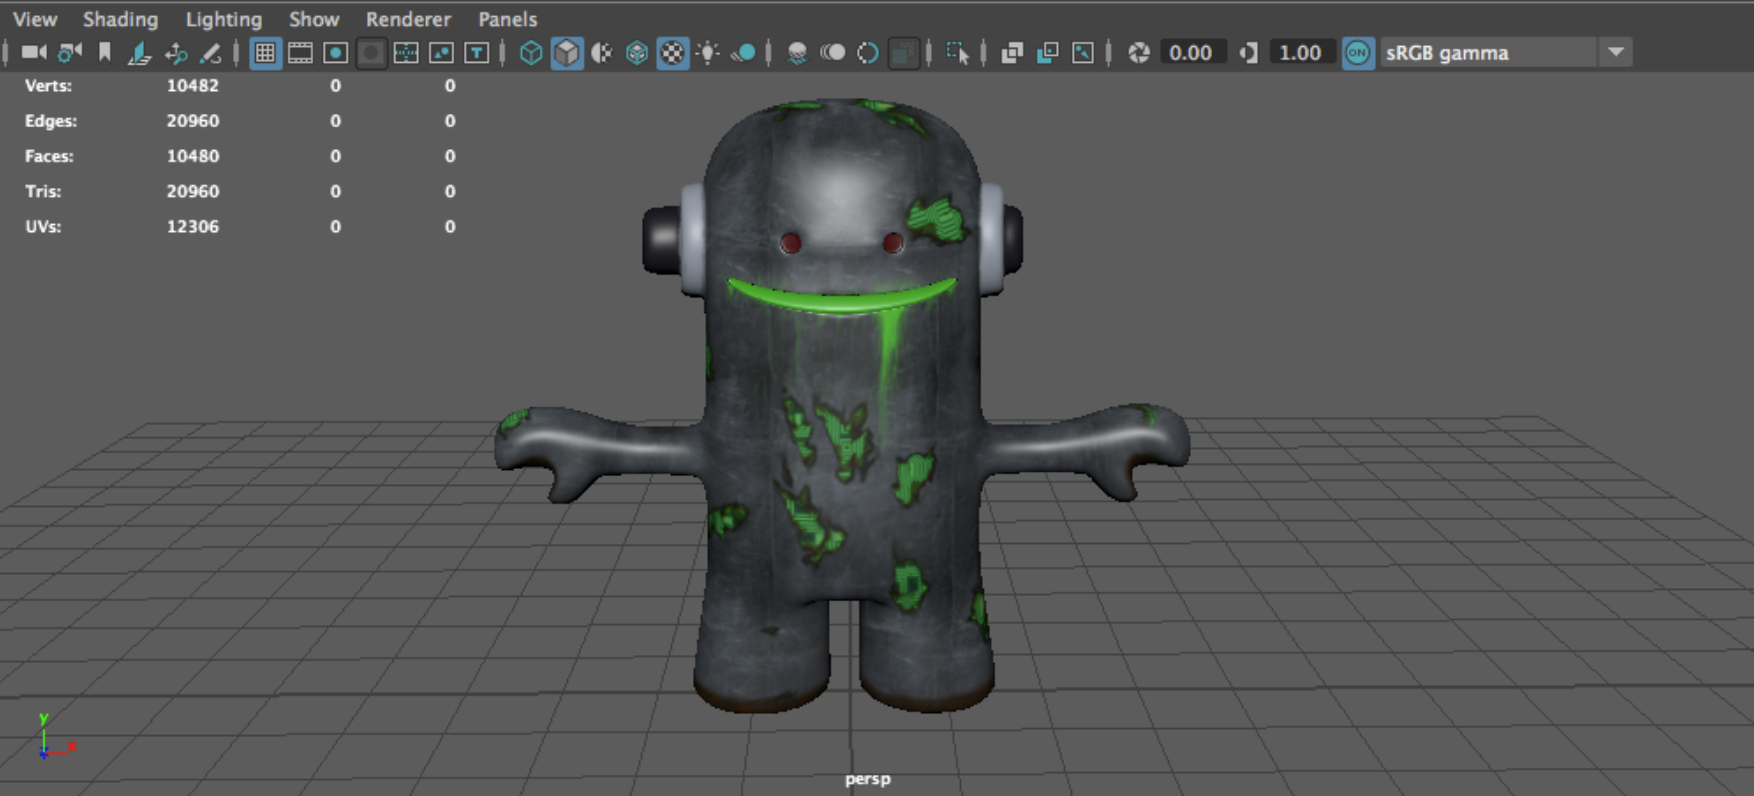 View Shading Lighting Show Renderer Panels
0.00 1.00 ON sRGB gamma
Verts: 10482 0 0
Edges: 20960 0 0
Faces: 10480 0 0
Tris: 20960 0 0
UVs: 12306 0 0
y
x
persp